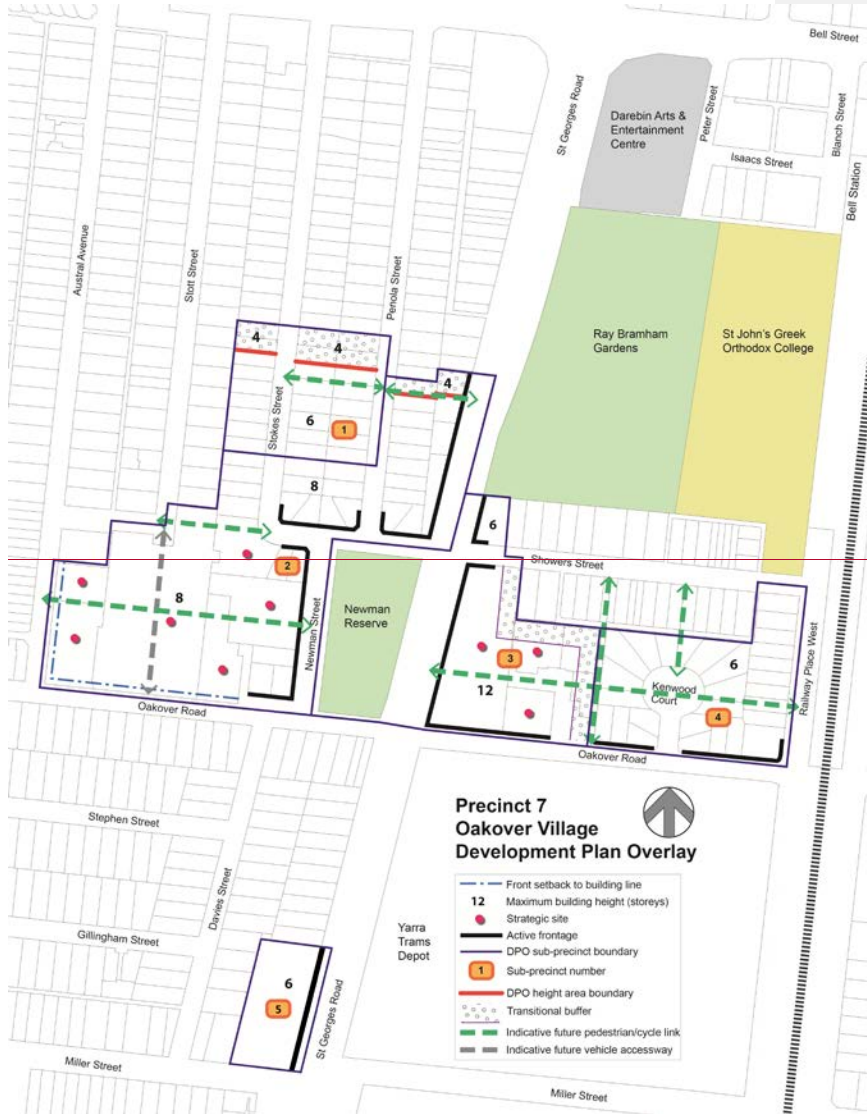 Bell Street
St Georges Road
Darebin Arts &
Entertainment
Centre
Peter Street
Blanch Street
Isaacs Street
Bell Station
Austral Avenue
Stott Street
Penola Street
Ray Bramham
Gardens
St John's Greek
Orthodox College
4
4
4
Stokes Street
6
1
8
6
Showers Street
2
8
Newman Street
Newman
Reserve
3
12
6
Kenwood
Court
4
Railway Place West
Oakover Road
Oakover Road
Stephen Street
Davies Street
Gillingham Street
6
5
St Georges Road
Miller Street
Yarra
Trams
Depot
Precinct 7
Oakover Village
Development Plan Overlay
Front setback to building line
12 Maximum building height (storeys)
Strategic site
Active frontage
DPO sub-precinct boundary
1 Sub-precinct number
DPO height area boundary
Transitional buffer
Indicative future pedestrian/cycle link
Indicative future vehicle accessway
Miller Street